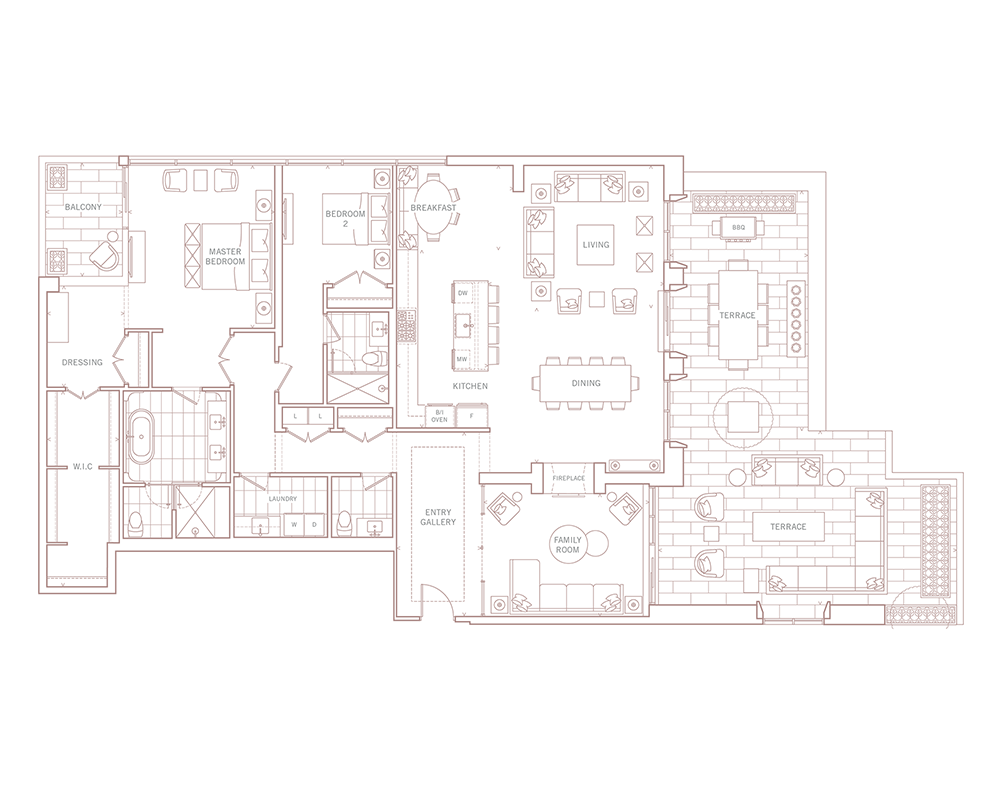 BALCONY
MASTER
BEDROOM
BEDROOM
2
BREAKFAST
LIVING
BBQ
TERRACE
DW
MW
KITCHEN
DINING
B/I
OVEN
F
DRESSING
L
L
W.I.C
LAUNDRY
W
D
ENTRY
GALLERY
FIREPLACE
FAMILY
ROOM
TERRACE